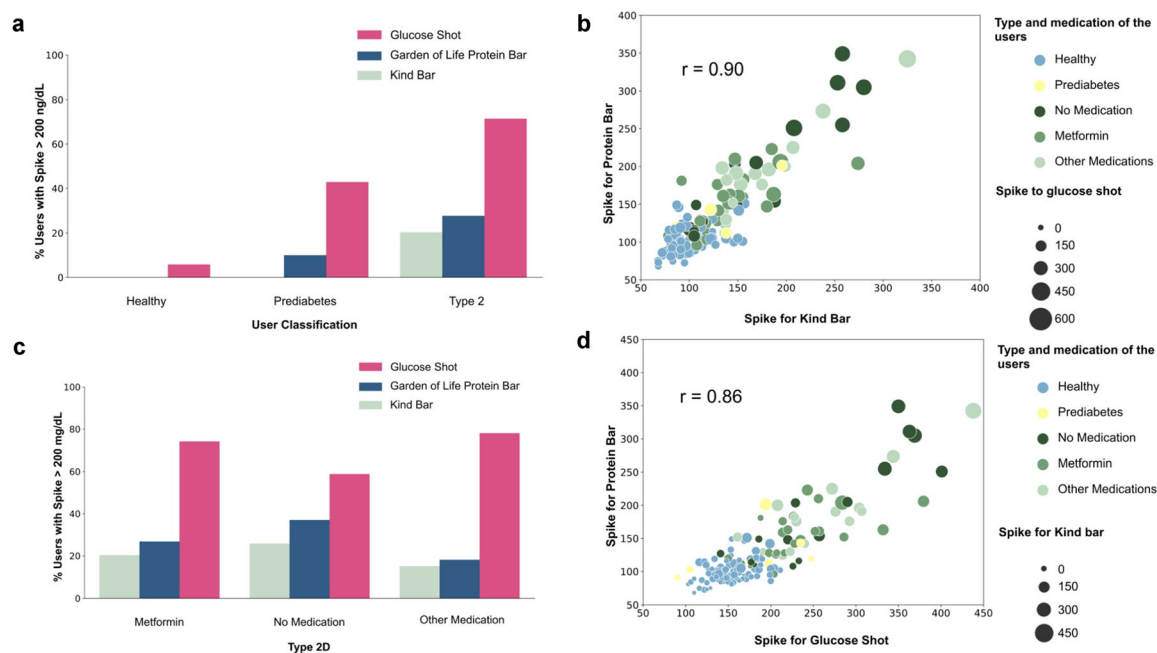 a
Glucose Shot
Garden of Life Protein Bar
Kind Bar
% Users with Spike > 200 ng/dL
100
80
60
40
20
0
Healthy
Prediabetes
Type 2
User Classification
b
r = 0.90
Spike for Protein Bar
400
350
300
250
200
150
100
50
50
100
150
200
250
300
350
400
Spike for Kind Bar
Type and medication of the
users
Healthy
Prediabetes
No Medication
Metformin
Other Medications
Spike to glucose shot
0
150
300
450
600
c
Glucose Shot
Garden of Life Protein Bar
Kind Bar
% Users with Spike > 200 mg/dL
100
80
60
40
20
0
Metformin
No Medication
Other Medication
Type 2D
d
r = 0.86
Spike for Protein Bar
450
400
350
300
250
200
150
100
50
50
100
150
200
250
300
350
400
450
Spike for Glucose Shot
Type and medication of the
users
Healthy
Prediabetes
No Medication
Metformin
Other Medications
Spike for Kind bar
0
150
300
450